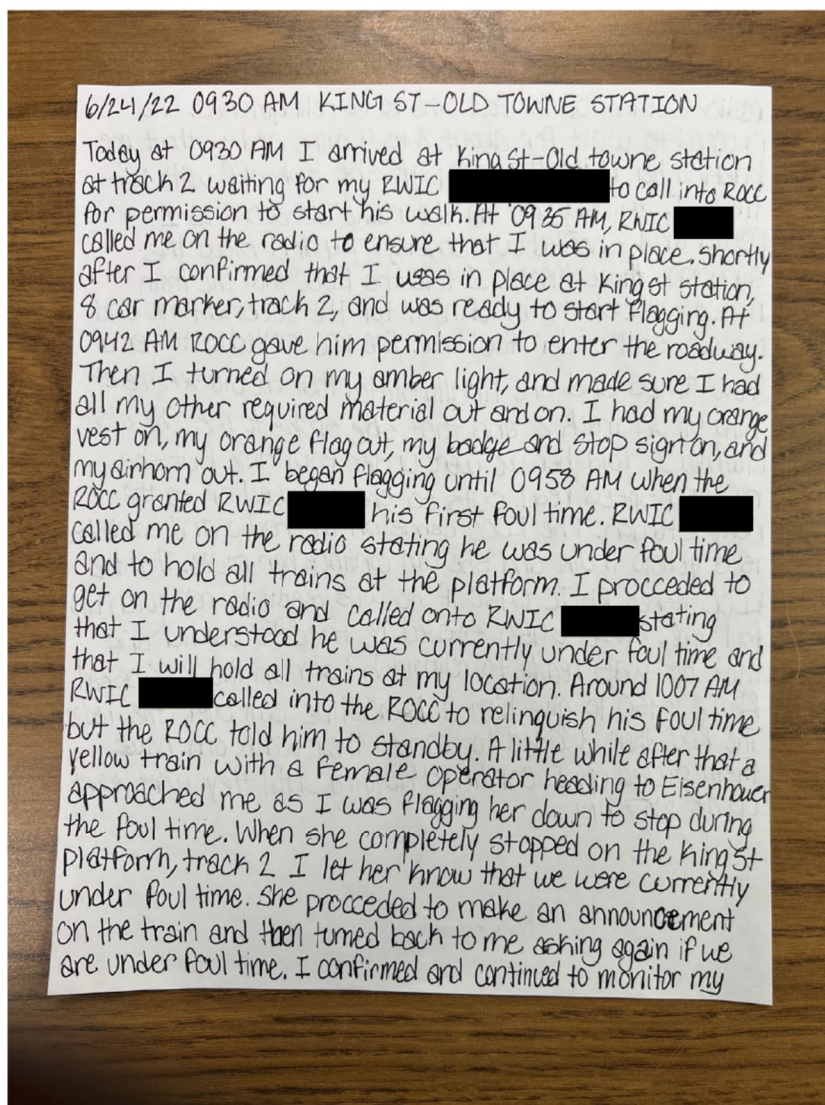 6/24/22 0930 AM KING ST-OLD TOWNE STATION
Today at 0930 AM I arrived at King St-Old towne station
at track 2 waiting for my RWIC to call into ROCC
for permission to start his walk. At 0935 AM, RWIC
called me on the radio to ensure that I was in place. Shortly
after I confirmed that I was in place at King st station,
8 car marker, track 2, and was ready to start flagging. At
0942 AM ROCC gave him permission to enter the roadway.
Then I turned on my amber light, and made sure I had
all my other required material out and on. I had my orange
vest on, my orange flag out, my badge and stop sign on, and
my airhorn out. I began flagging until 0958 AM when the
ROCC granted RWIC his first foul time. RWIC
called me on the radio stating he was under foul time
and to hold all trains at the platform. I procceded to
get on the radio and called onto RWIC stating
that I understood he was currently under foul time and
that I will hold all trains at my location. Around 1007 AM
RWIC called into the ROCC to relinquish his foul time
but the ROCC told him to standby. A little while after that a
yellow train with a female operator heading to Eisenhower
approached me as I was flagging her down to stop during
the foul time. When she completely stopped on the King St
platform, track 2 I let her know that we were currently
under foul time. She procceded to make an announcement
on the train and then turned back to me asking again if we
are under foul time. I confirmed and continued to monitor my